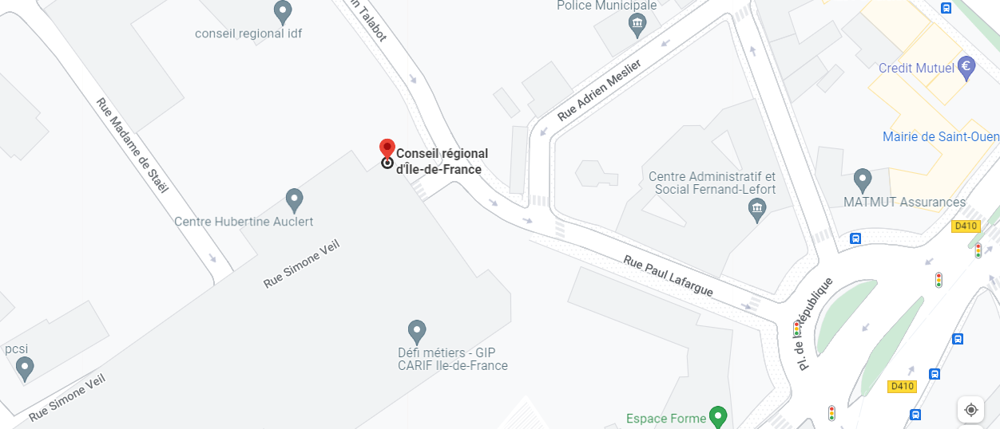 Police Municipale
n Talabot
conseil regional idf
Credit Mutuel
Rue Adrien Meslier
Rue Madame de Staël
Mairie de Saint-Ouen
Conseil régional
d'Île-de-France
Centre Administratif et
Social Fernand-Lefort
MATMUT Assurances
Centre Hubertine Auclert
D410
Rue Simone Veil
Rue Paul Lafargue
Pl. de la République
pcsi
Défi métiers - GIP
CARIF Ile-de-France
D410
Rue Simone Veil
Espace Forme